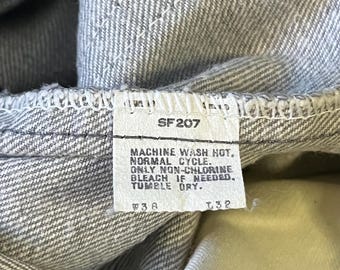 SF207
MACHINE WASH HOT,
NORMAL CYCLE.
ONLY NON-CHLORINE
BLEACH IF NEEDED.
TUMBLE DRY.
W38 L32